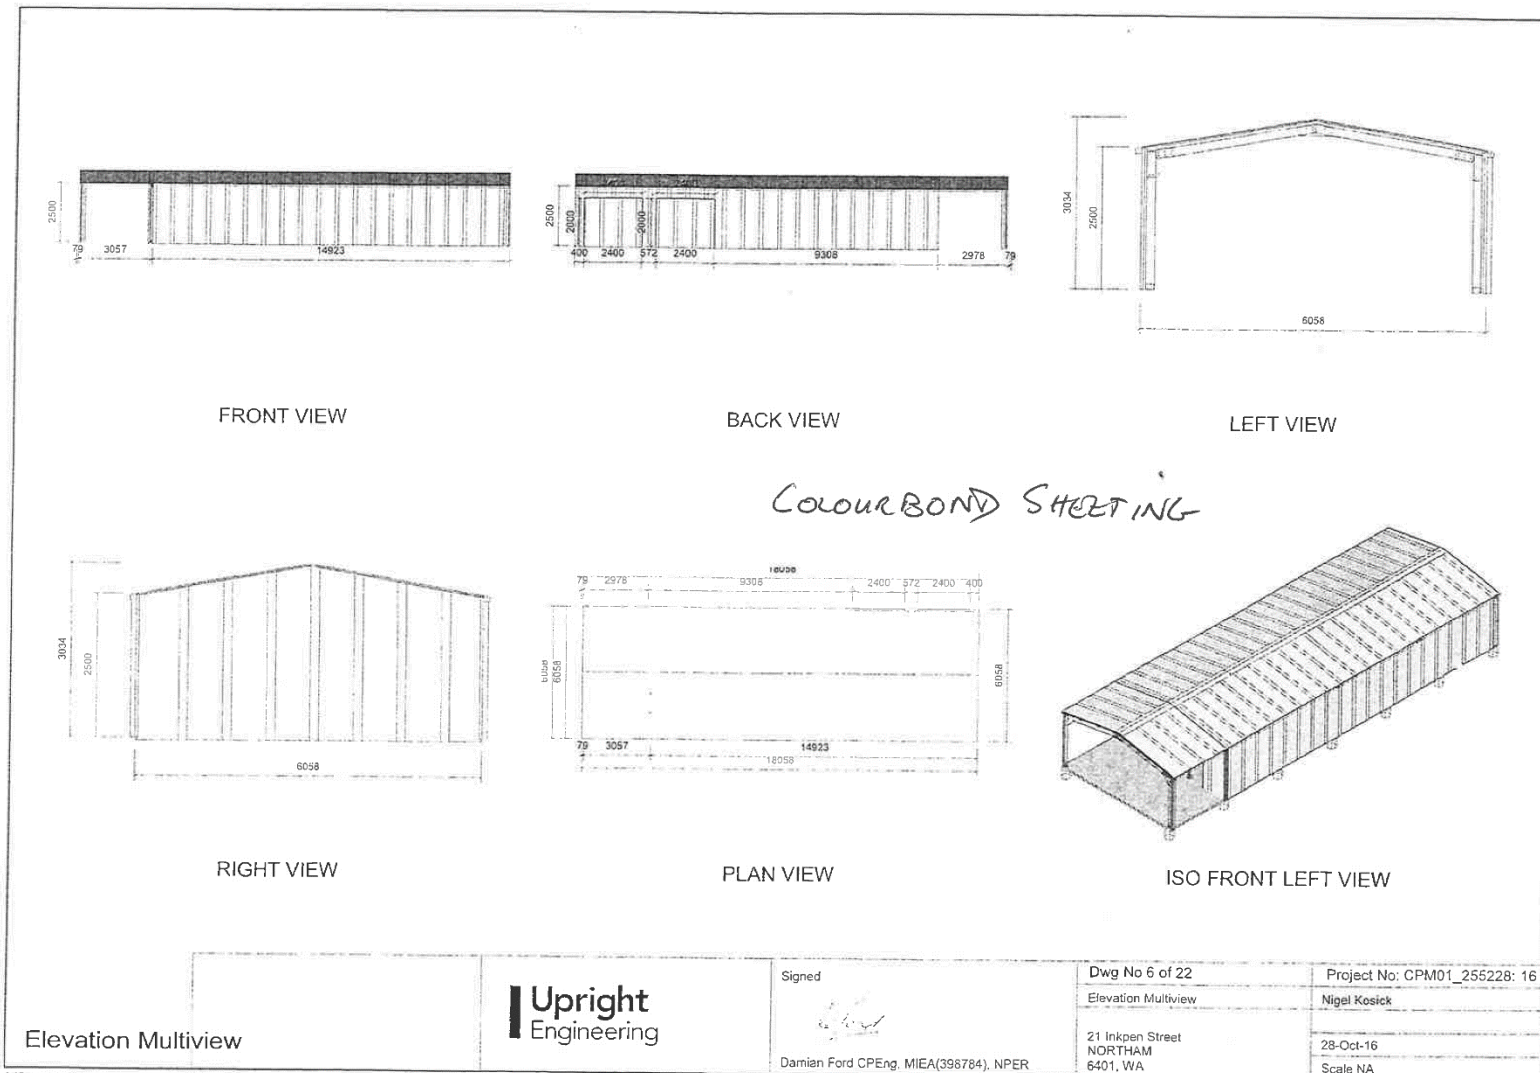 2500
79 3057 14923
FRONT VIEW
2500 2000 2000
400 2400 572 2400 9308 2978 79
BACK VIEW
3034 2500
6058
LEFT VIEW
COLOURBOND SHEETING
3034 2500
6058
RIGHT VIEW
18058
79 2978 9308 2400 572 2400 400
6058 6058 6058
79 3057 14923
18058
PLAN VIEW
ISO FRONT LEFT VIEW
Elevation Multiview
Upright
Engineering
Signed
Damian Ford CPEng, MIEA(398784), NPER
Dwg No 6 of 22
Elevation Multiview
21 Inkpen Street
NORTHAM
6401, WA
Project No: CPM01_255228: 16
Nigel Kosick
28-Oct-16
Scale NA